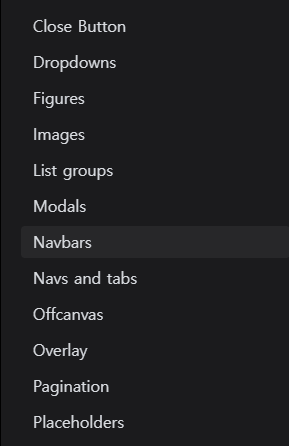 Close Button
Dropdowns
Figures
Images
List groups
Modals
Navbars
Navs and tabs
Offcanvas
Overlay
Pagination
Placeholders